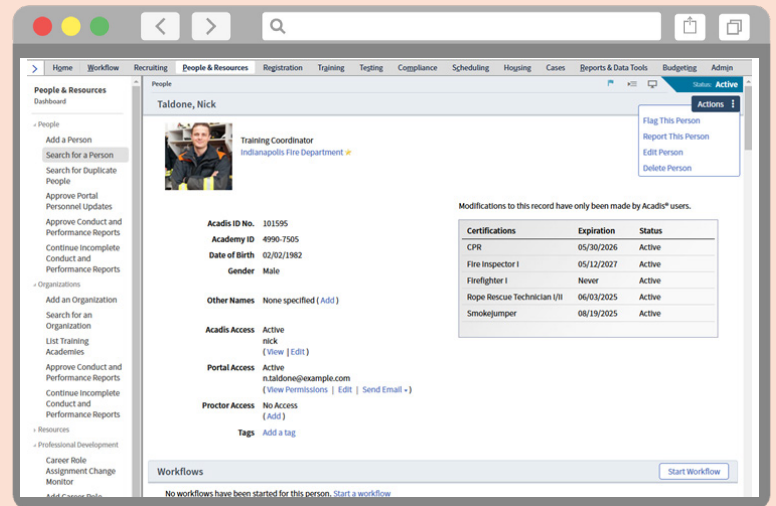 Home Workflow Recruiting People & Resources Registration Training Testing Compliance Scheduling Housing Cases Reports & Data Tools Budgeting Admin
People & Resources
Dashboard
People
Add a Person
Search for a Person
Search for Duplicate
People
Approve Portal
Personnel Updates
Approve Conduct and
Performance Reports
Continue Incomplete
Conduct and
Performance Reports
Organizations
Add an Organization
Search for an
Organization
List Training
Academies
Approve Conduct and
Performance Reports
Continue Incomplete
Conduct and
Performance Reports
Resources
Professional Development
Career Role
Assignment Change
Monitor
Add Career Role
People
Status: Active
Taldone, Nick
Actions
Flag This Person
Report This Person
Edit Person
Delete Person
Training Coordinator
Indianapolis Fire Department
Acadis ID No. 101595
Academy ID 4990-7505
Date of Birth 02/02/1982
Gender Male
Other Names None specified ( Add )
Acadis Access Active
nick
( View | Edit )
Portal Access Active
n.taldone@example.com
( View Permissions | Edit | Send Email )
Proctor Access No Access
( Add )
Tags Add a tag
Modifications to this record have only been made by Acadis® users.
Certifications Expiration Status
CPR 05/30/2026 Active
Fire Inspector I 05/12/2027 Active
Firefighter I Never Active
Rope Rescue Technician I/II 06/03/2025 Active
Smokejumper 08/19/2025 Active
Workflows
Start Workflow
No workflows have been started for this person. Start a workflow